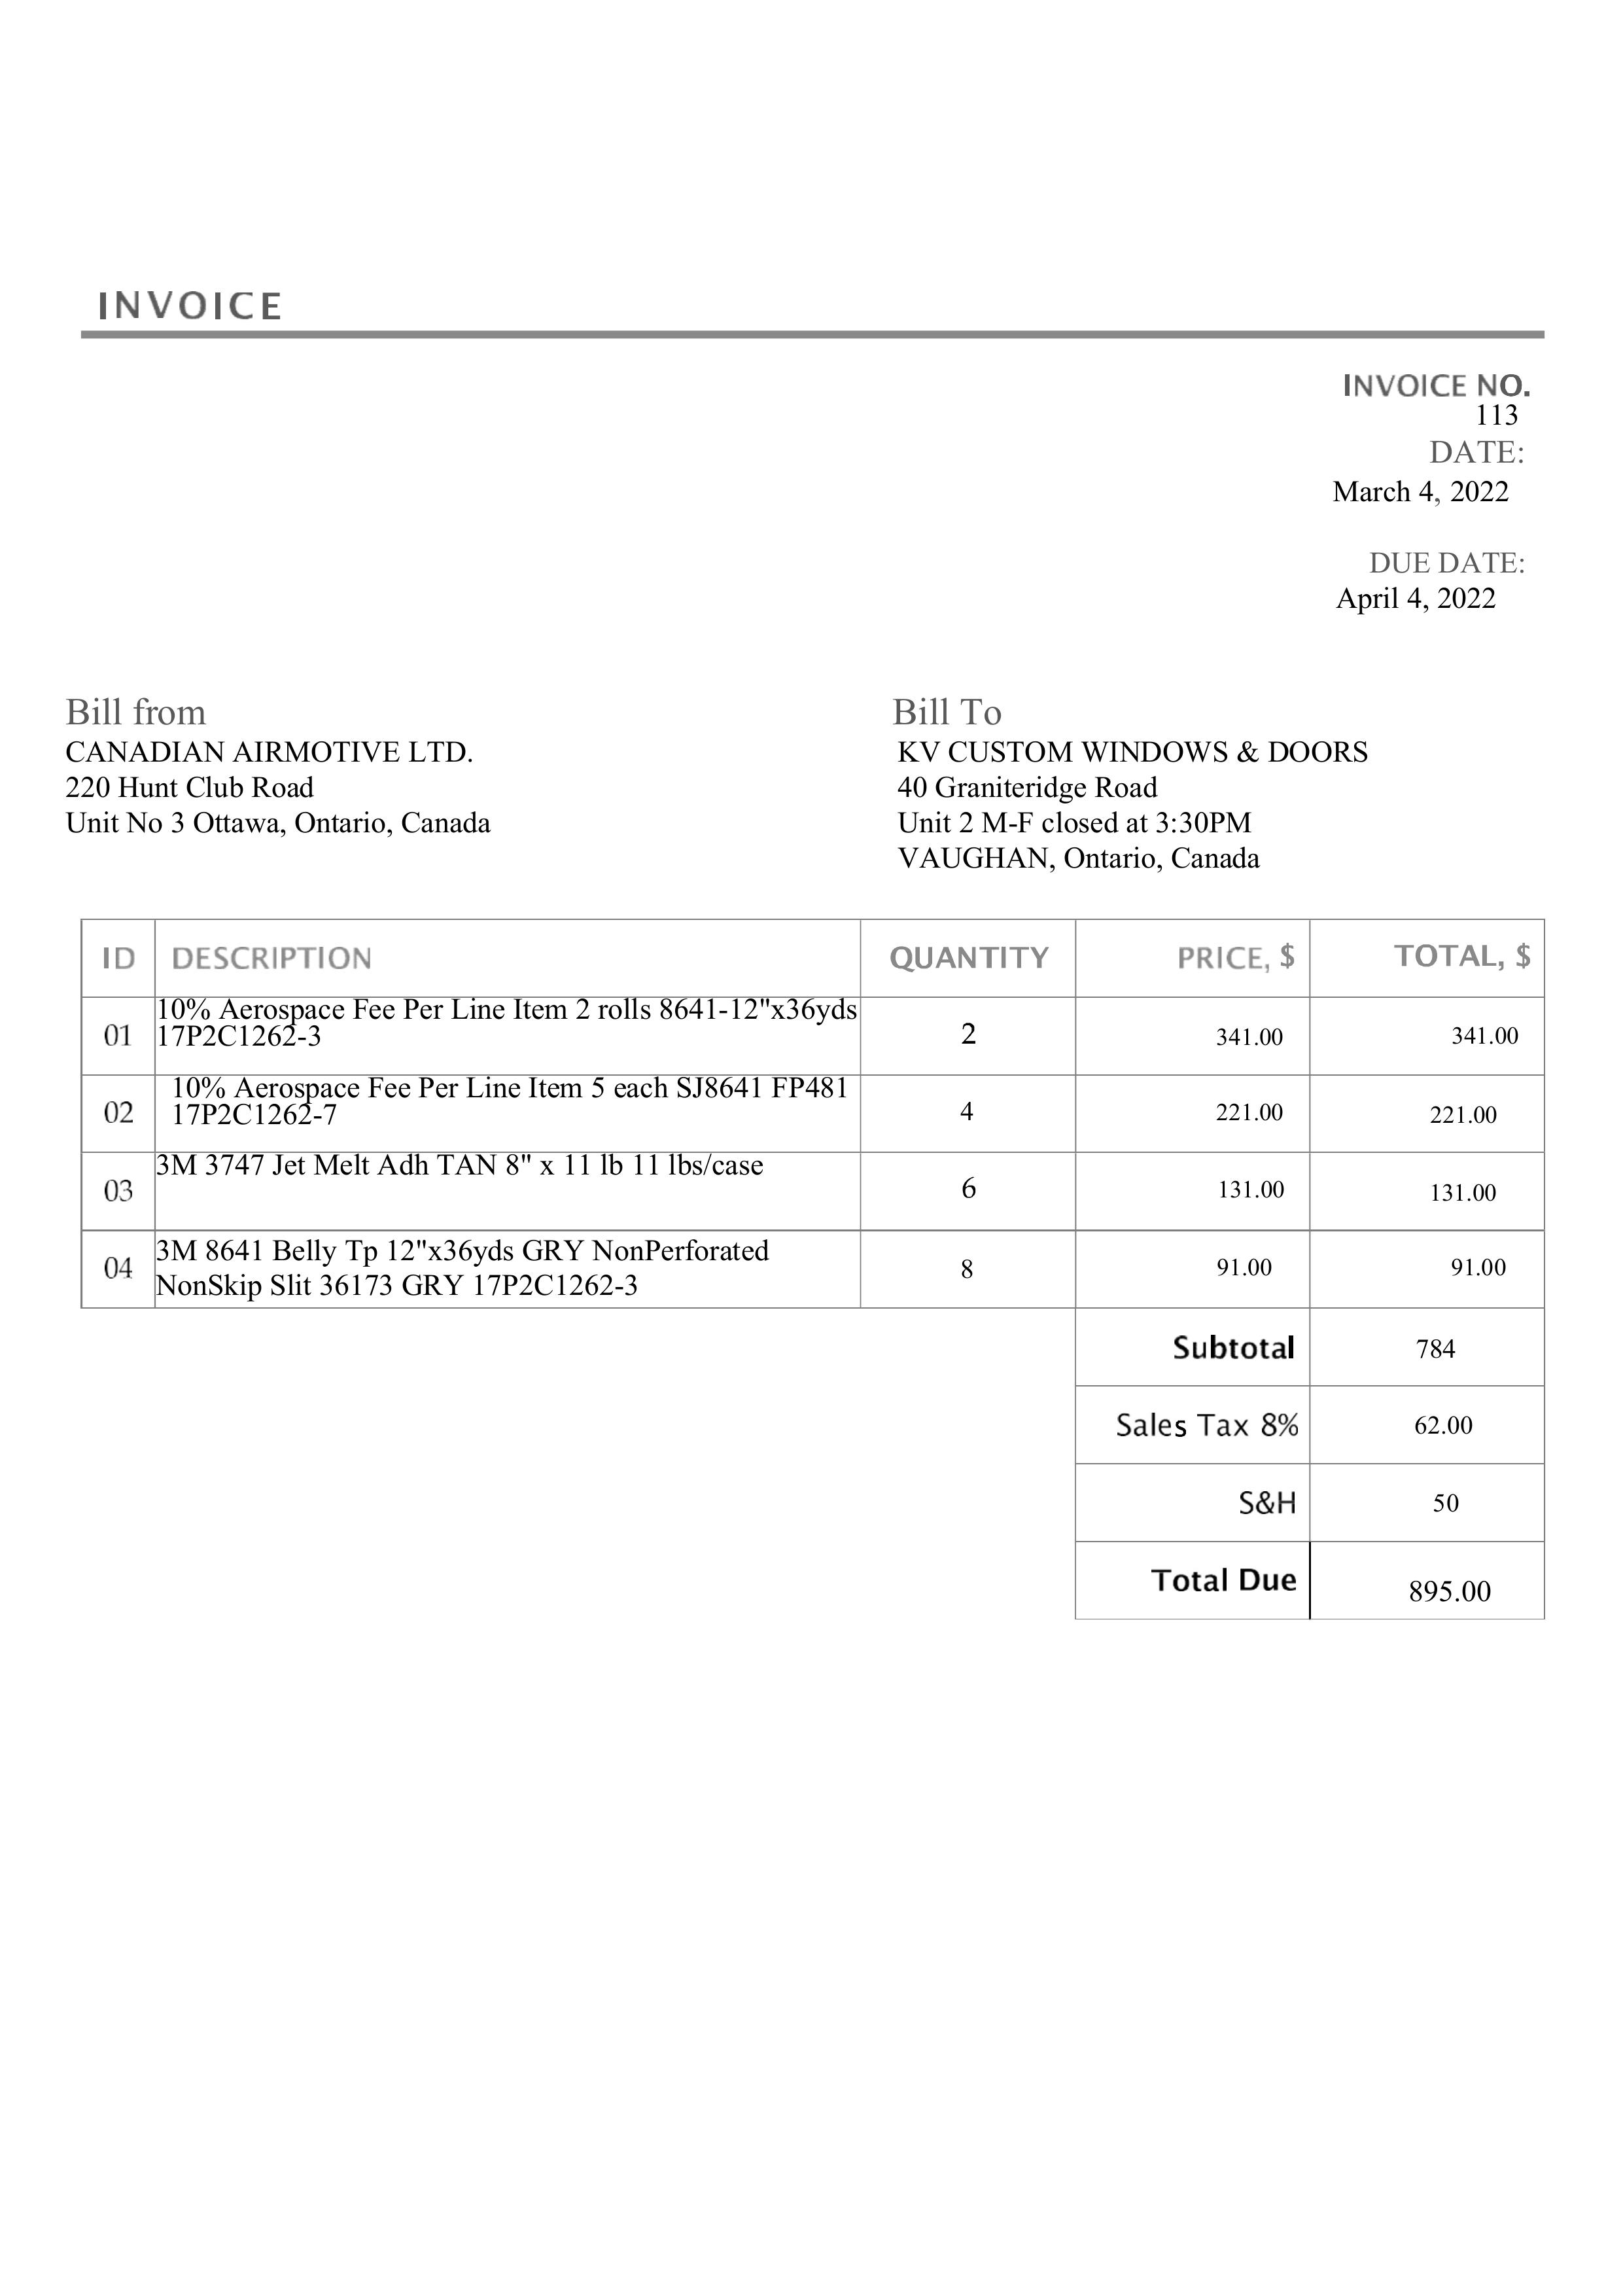 INVOICE
INVOICE NO.
113
DATE:
March 4, 2022
DUE DATE:
April 4, 2022
Bill from
CANADIAN AIRMOTIVE LTD.
220 Hunt Club Road
Unit No 3 Ottawa, Ontario, Canada
Bill To
KV CUSTOM WINDOWS & DOORS
40 Graniteridge Road
Unit 2 M-F closed at 3:30PM
VAUGHAN, Ontario, Canada
ID DESCRIPTION QUANTITY PRICE, $ TOTAL, $
10% Aerospace Fee Per Line Item 2 rolls 8641-12"x36yds
01 17P2C1262-3 2 341.00 341.00
10% Aerospace Fee Per Line Item 5 each SJ8641 FP481
02 17P2C1262-7 4 221.00 221.00
3M 3747 Jet Melt Adh TAN 8" x 11 lb 11 lbs/case
03 6 131.00 131.00
3M 8641 Belly Tp 12"x36yds GRY NonPerforated
04 NonSkip Slit 36173 GRY 17P2C1262-3 8 91.00 91.00
Subtotal 784
Sales Tax 8% 62.00
S&H 50
Total Due 895.00